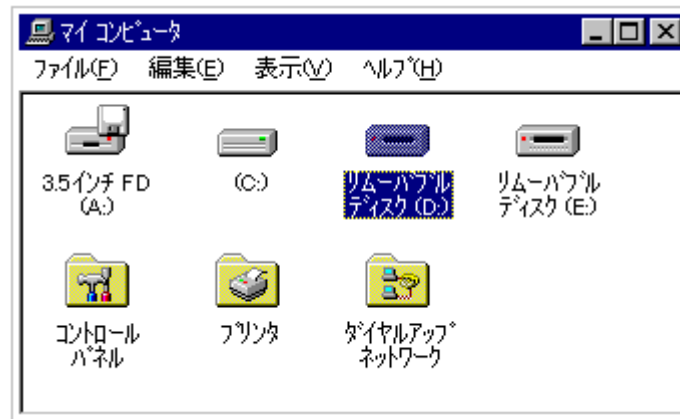 マイ コンピュータ
ファイル(F) 編集(E) 表示(V) ヘルプ(H)
3.5インチ FD
(A:)
(C:)
リムーバブル
ディスク (D:)
リムーバブル
ディスク (E:)
コントロール
パネル
プリンタ
ダイヤルアップ
ネットワーク